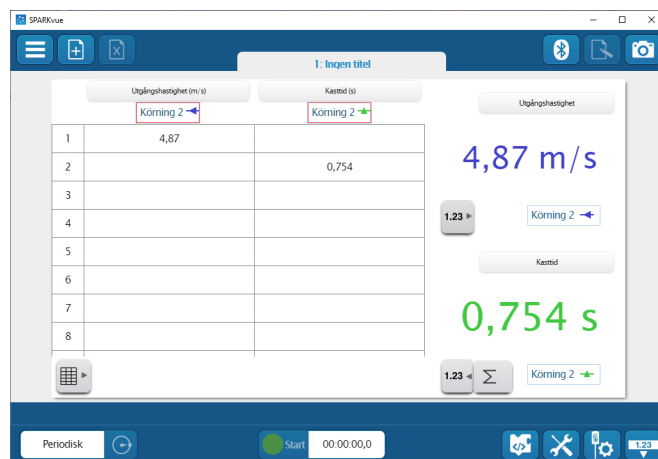 SPARKvue
1: Ingen titel
Utgångshastighet (m/s)
Kasttid (s)
Körning 2
Körning 2
1
4,87
2
0,754
3
4
5
6
7
8
Utgångshastighet
4,87 m/s
1.23
Körning 2
Kasttid
0,754 s
1.23
Σ
Körning 2
Periodisk
Start
00:00:00,0
1.23